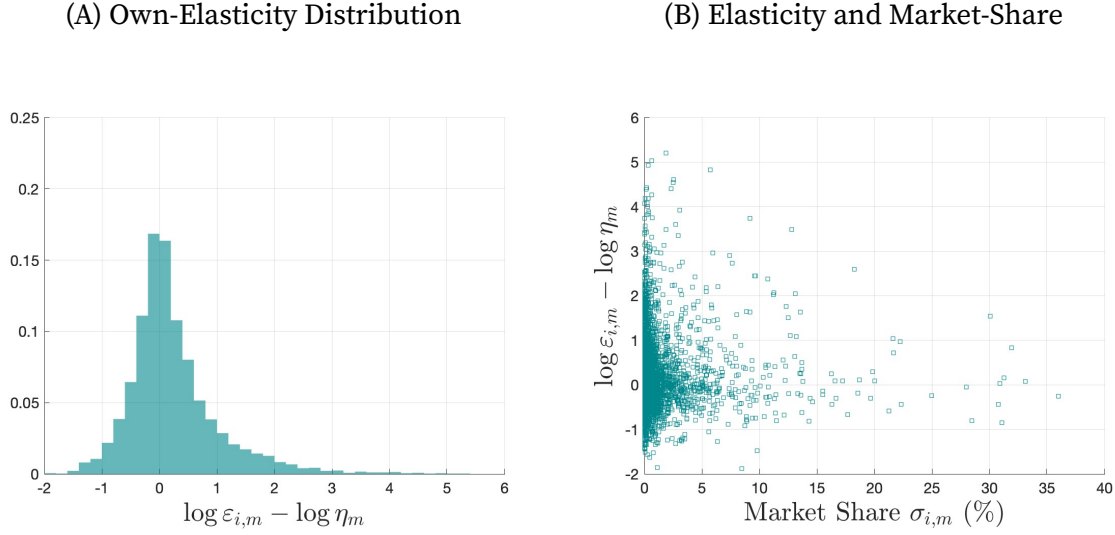 (A) Own-Elasticity Distribution
0.25
0.2
0.15
0.1
0.05
0
-2 -1 0 1 2 3 4 5 6
log ε_{i,m} − log η_m
(B) Elasticity and Market-Share
log ε_{i,m} − log η_m
6
5
4
3
2
1
0
-1
-2
0 5 10 15 20 25 30 35 40
Market Share σ_{i,m} (%)